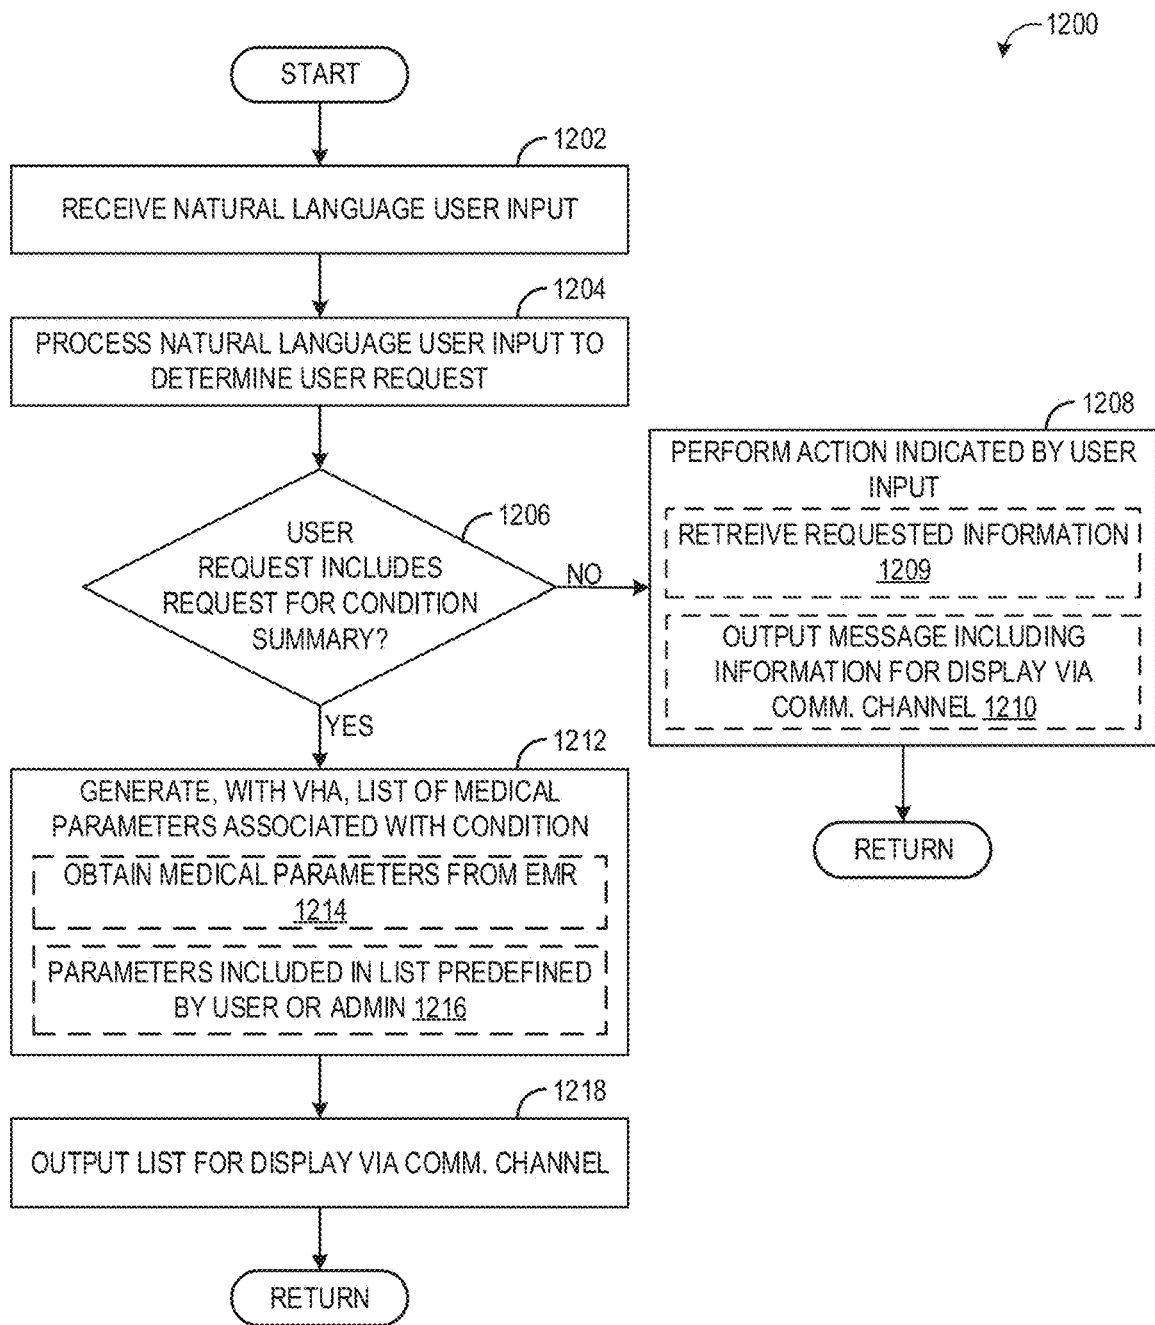 1200
START
1202
RECEIVE NATURAL LANGUAGE USER INPUT
1204
PROCESS NATURAL LANGUAGE USER INPUT TO
DETERMINE USER REQUEST
1206
USER
REQUEST INCLUDES
REQUEST FOR CONDITION
SUMMARY?
NO
1208
PERFORM ACTION INDICATED BY USER
INPUT
RETREIVE REQUESTED INFORMATION
1209
OUTPUT MESSAGE INCLUDING
INFORMATION FOR DISPLAY VIA
COMM. CHANNEL 1210
RETURN
YES
1212
GENERATE, WITH VHA, LIST OF MEDICAL
PARAMETERS ASSOCIATED WITH CONDITION
OBTAIN MEDICAL PARAMETERS FROM EMR
1214
PARAMETERS INCLUDED IN LIST PREDEFINED
BY USER OR ADMIN 1216
1218
OUTPUT LIST FOR DISPLAY VIA COMM. CHANNEL
RETURN